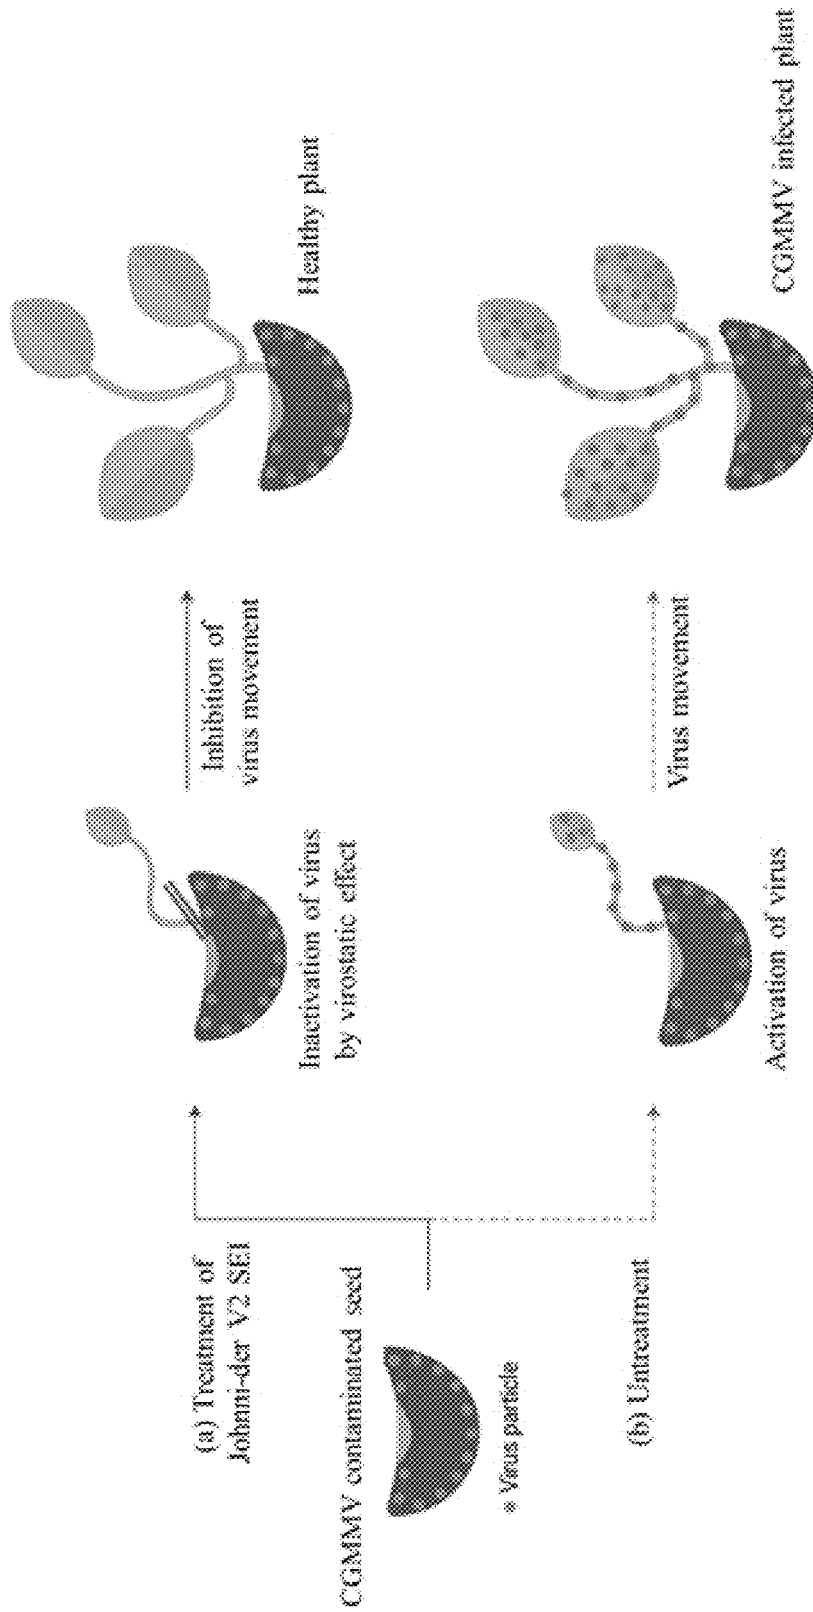 (a) Treatment of
Johnni-der V2 SEI
Inactivation of virus
by virostatic effect
Inhibition of
virus movement
Healthy plant
CGMMV contaminated seed
* Virus particle
(b) Untreatment
Activation of virus
Virus movement
CGMMV infected plant